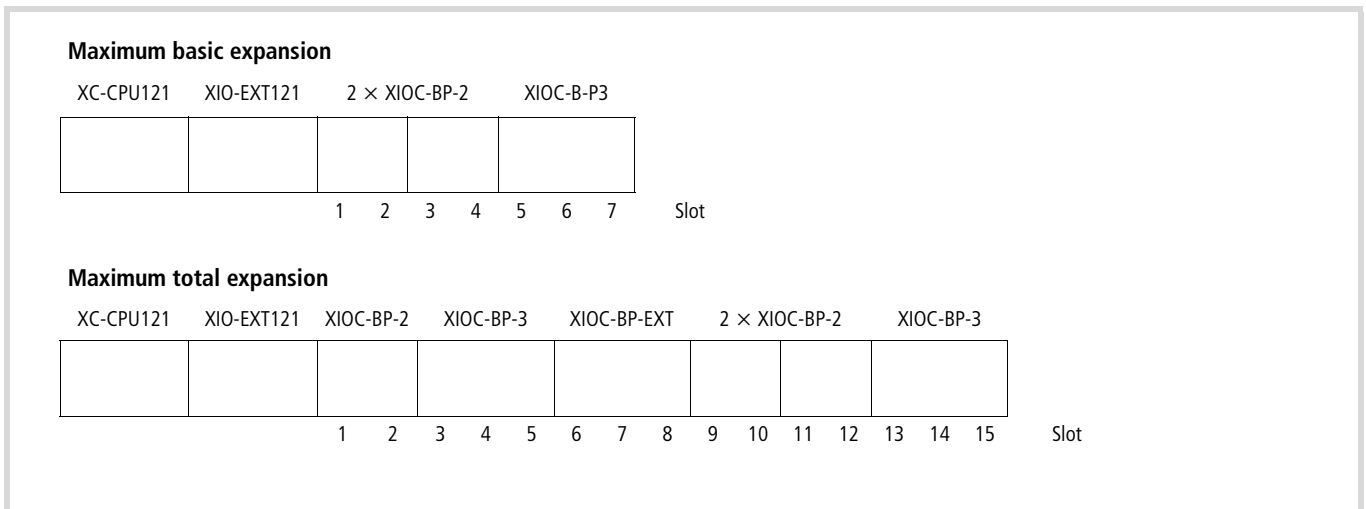 Maximum basic expansion
XC-CPU121 XIO-EXT121 2 × XIOC-BP-2 XIOC-B-P3
1 2 3 4 5 6 7 Slot
Maximum total expansion
XC-CPU121 XIO-EXT121 XIOC-BP-2 XIOC-BP-3 XIOC-BP-EXT 2 × XIOC-BP-2 XIOC-BP-3
1 2 3 4 5 6 7 8 9 10 11 12 13 14 15 Slot